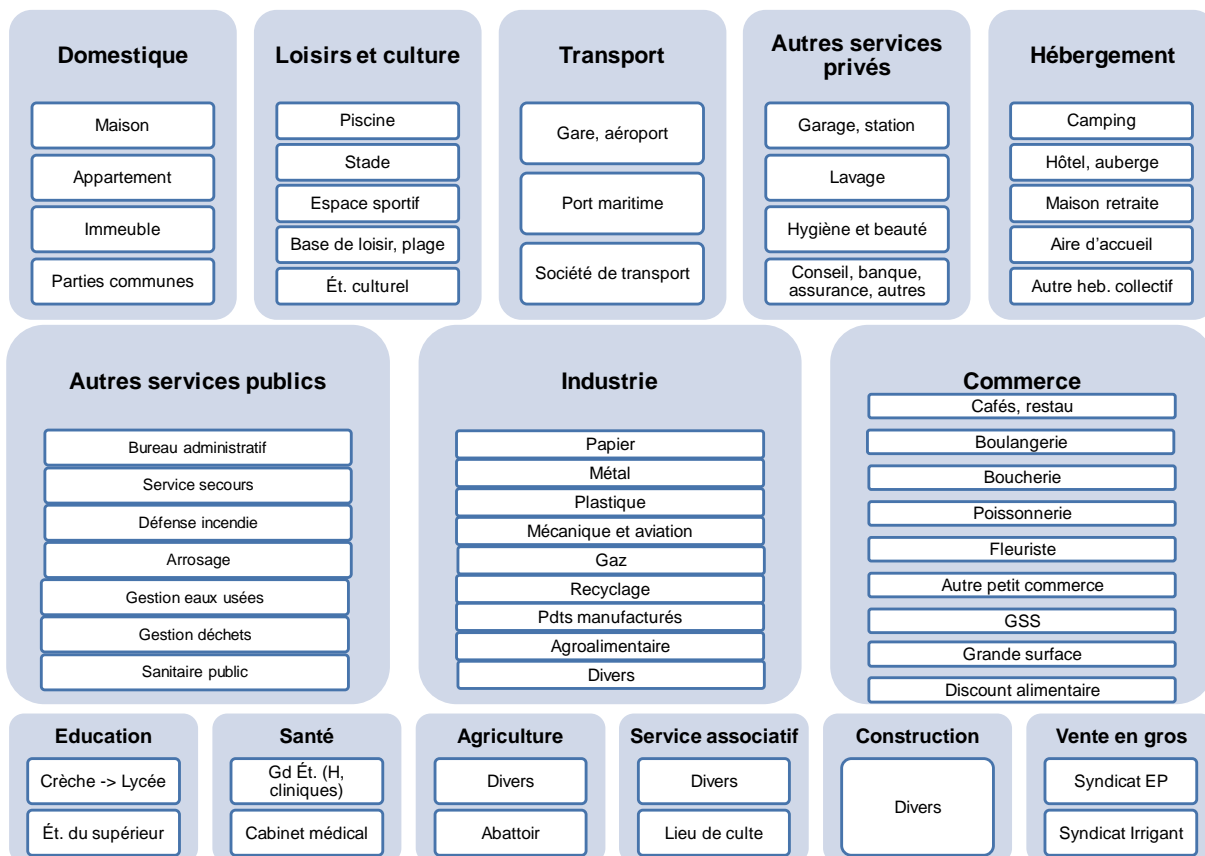 Domestique
Maison
Appartement
Immeuble
Parties communes
Loisirs et culture
Piscine
Stade
Espace sportif
Base de loisir, plage
Ét. culturel
Transport
Gare, aéroport
Port maritime
Société de transport
Autres services
privés
Garage, station
Lavage
Hygiène et beauté
Conseil, banque,
assurance, autres
Hébergement
Camping
Hôtel, auberge
Maison retraite
Aire d'accueil
Autre heb. collectif
Autres services publics
Bureau administratif
Service secours
Défense incendie
Arrosage
Gestion eaux usées
Gestion déchets
Sanitaire public
Industrie
Papier
Métal
Plastique
Mécanique et aviation
Gaz
Recyclage
Pdts manufacturés
Agroalimentaire
Divers
Commerce
Cafés, restau
Boulangerie
Boucherie
Poissonnerie
Fleuriste
Autre petit commerce
GSS
Grande surface
Discount alimentaire
Education
Crèche -> Lycée
Ét. du supérieur
Santé
Gd Ét. (H,
cliniques)
Cabinet médical
Agriculture
Divers
Abattoir
Service associatif
Divers
Lieu de culte
Construction
Divers
Vente en gros
Syndicat EP
Syndicat Irrigant